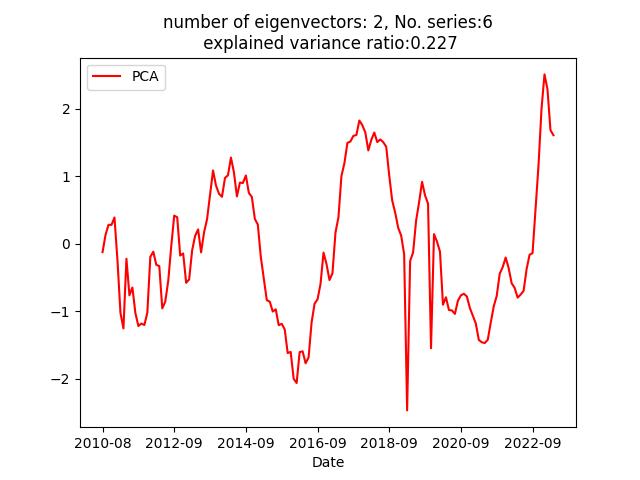 number of eigenvectors: 2, No. series:6
explained variance ratio:0.227
PCA
2
1
0
−1
−2
2010-08 2012-09 2014-09 2016-09 2018-09 2020-09 2022-09
Date